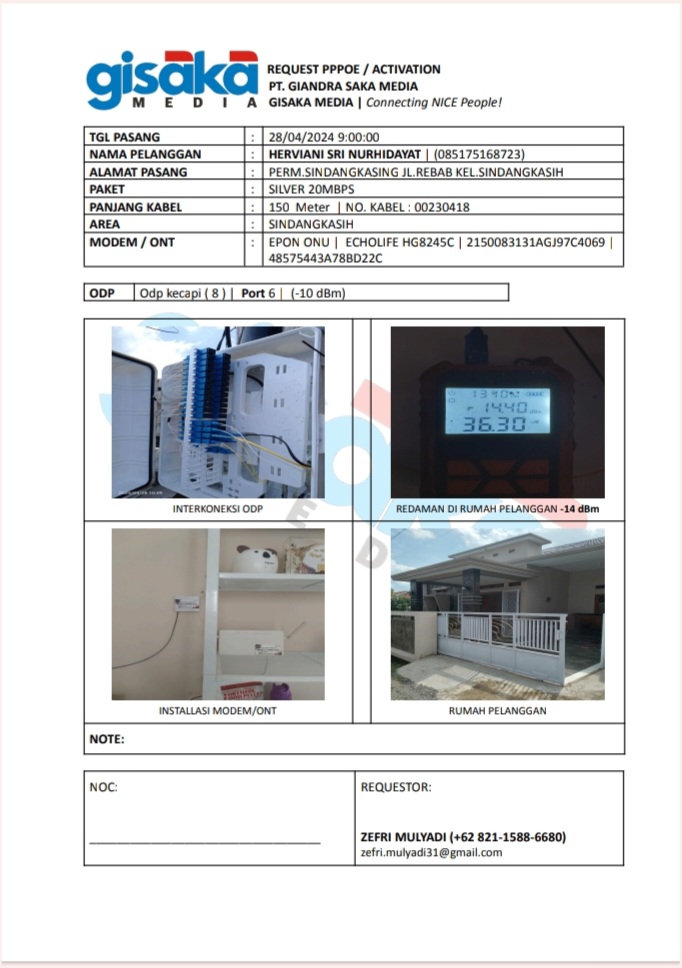 gisaka
MEDIA
REQUEST PPPOE / ACTIVATION
PT. GIANDRA SAKA MEDIA
GISAKA MEDIA | Connecting NICE People!
TGL PASANG : 28/04/2024 9:00:00
NAMA PELANGGAN : HERVIANI SRI NURHIDAYAT | (085175168723)
ALAMAT PASANG : PERM.SINDANGKASING JL.REBAB KEL.SINDANGKASIH
PAKET : SILVER 20MBPS
PANJANG KABEL : 150 Meter | NO. KABEL : 00230418
AREA : SINDANGKASIH
MODEM / ONT : EPON ONU | ECHOLIFE HG8245C | 2150083131AGJ97C4069 |
48575443A78BD22C
ODP Odp kecapi ( 8 ) | Port 6 | (-10 dBm)
14.40
36.30
INTERKONEKSI ODP
REDAMAN DI RUMAH PELANGGAN -14 dBm
INSTALLASI MODEM/ONT
RUMAH PELANGGAN
NOTE:
NOC:
REQUESTOR:
ZEFRI MULYADI (+62 821-1588-6680)
zefri.mulyadi31@gmail.com